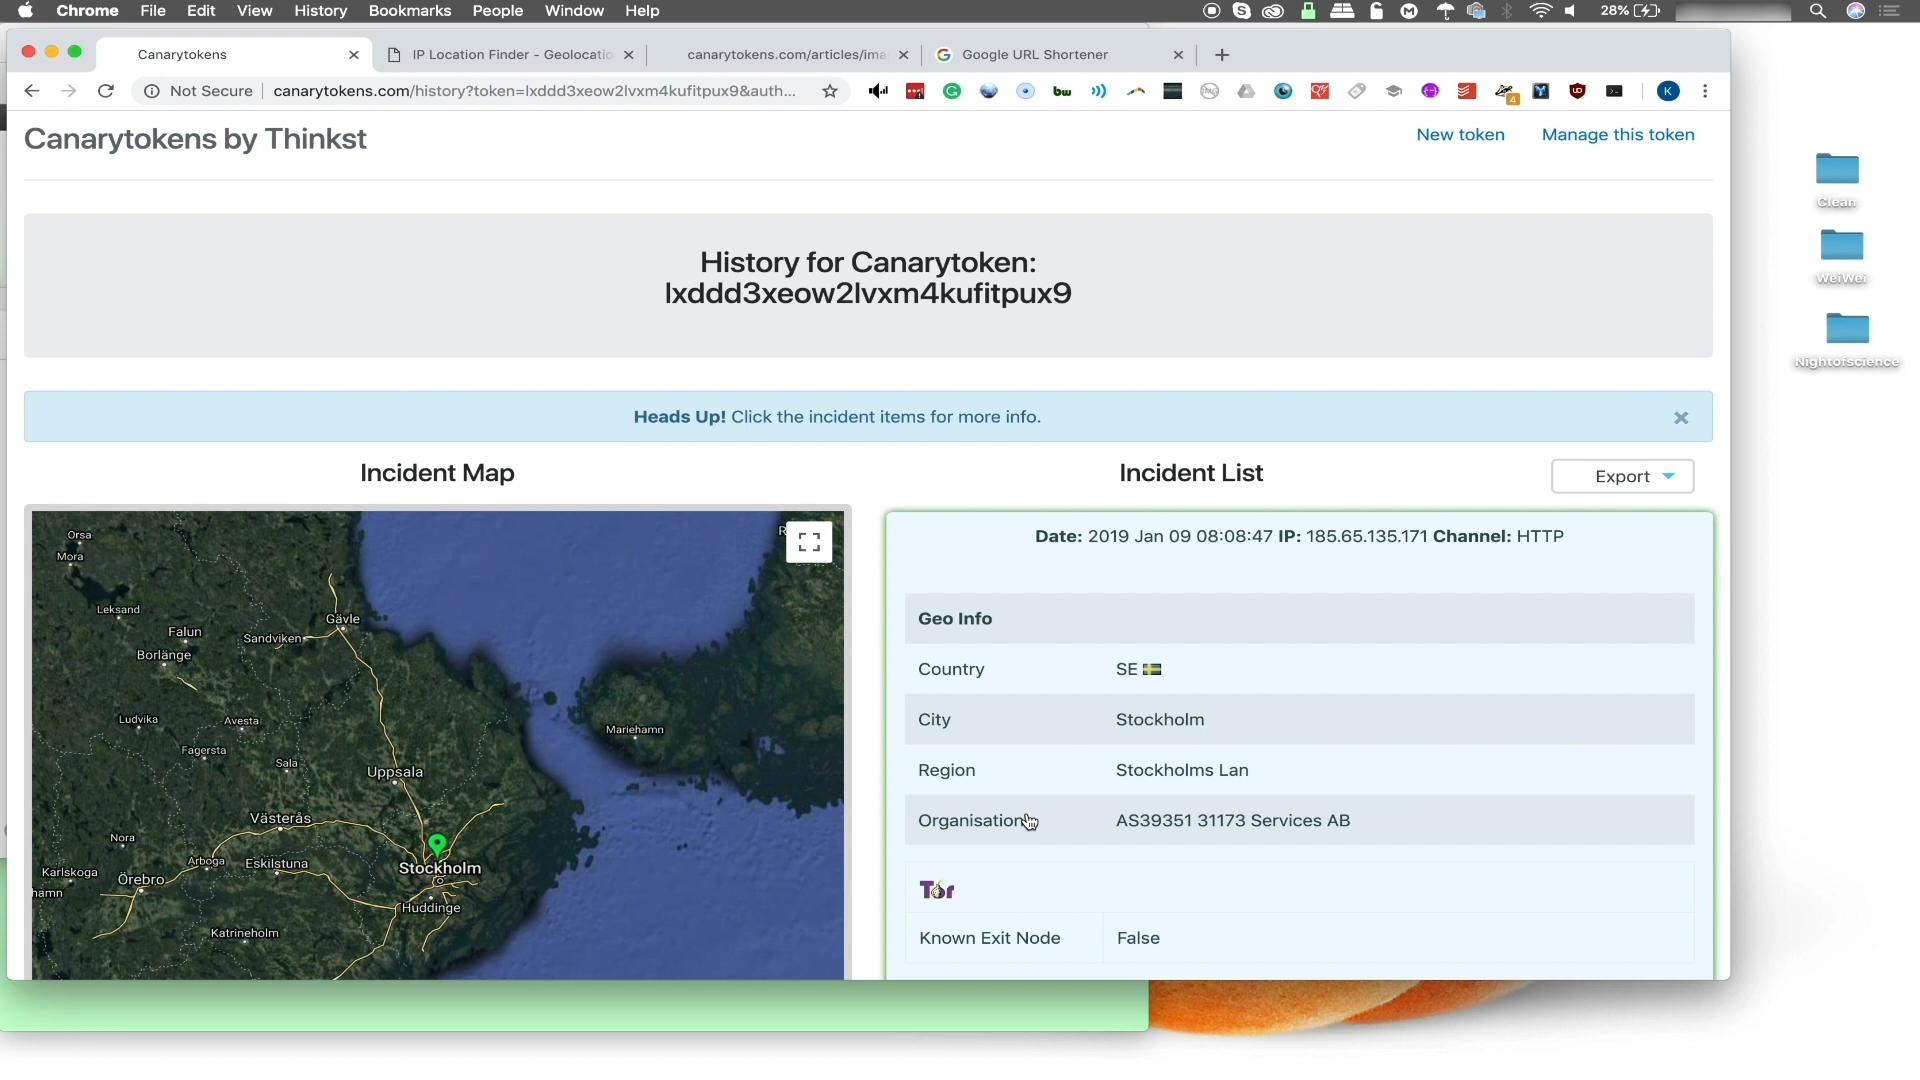 Chrome File Edit View History Bookmarks People Window Help 28%
Canarytokens IP Location Finder - Geolocatio canarytokens.com/articles/ima Google URL Shortener
Not Secure canarytokens.com/history?token=lxddd3xeow2lvxm4kufitpux9&auth... bw 4 K
Canarytokens by Thinkst
New token Manage this token
Clean
WeiWei
Nightofscience
History for Canarytoken:
lxddd3xeow2lvxm4kufitpux9
Heads Up! Click the incident items for more info.
Incident Map
Orsa
Mora
Leksand
Falun
Gävle
Sandviken
Borlänge
Ludvika
Avesta
Mariehamn
Fagersta
Sala
Uppsala
Västerås
Nora
Arboga
Eskilstuna
Stockholm
Karlskoga
Örebro
hamn
Huddinge
Katrineholm
Incident List
Export
Date: 2019 Jan 09 08:08:47 IP: 185.65.135.171 Channel: HTTP
Geo Info
Country SE
City Stockholm
Region Stockholms Lan
Organisation AS39351 31173 Services AB
Tor
Known Exit Node False